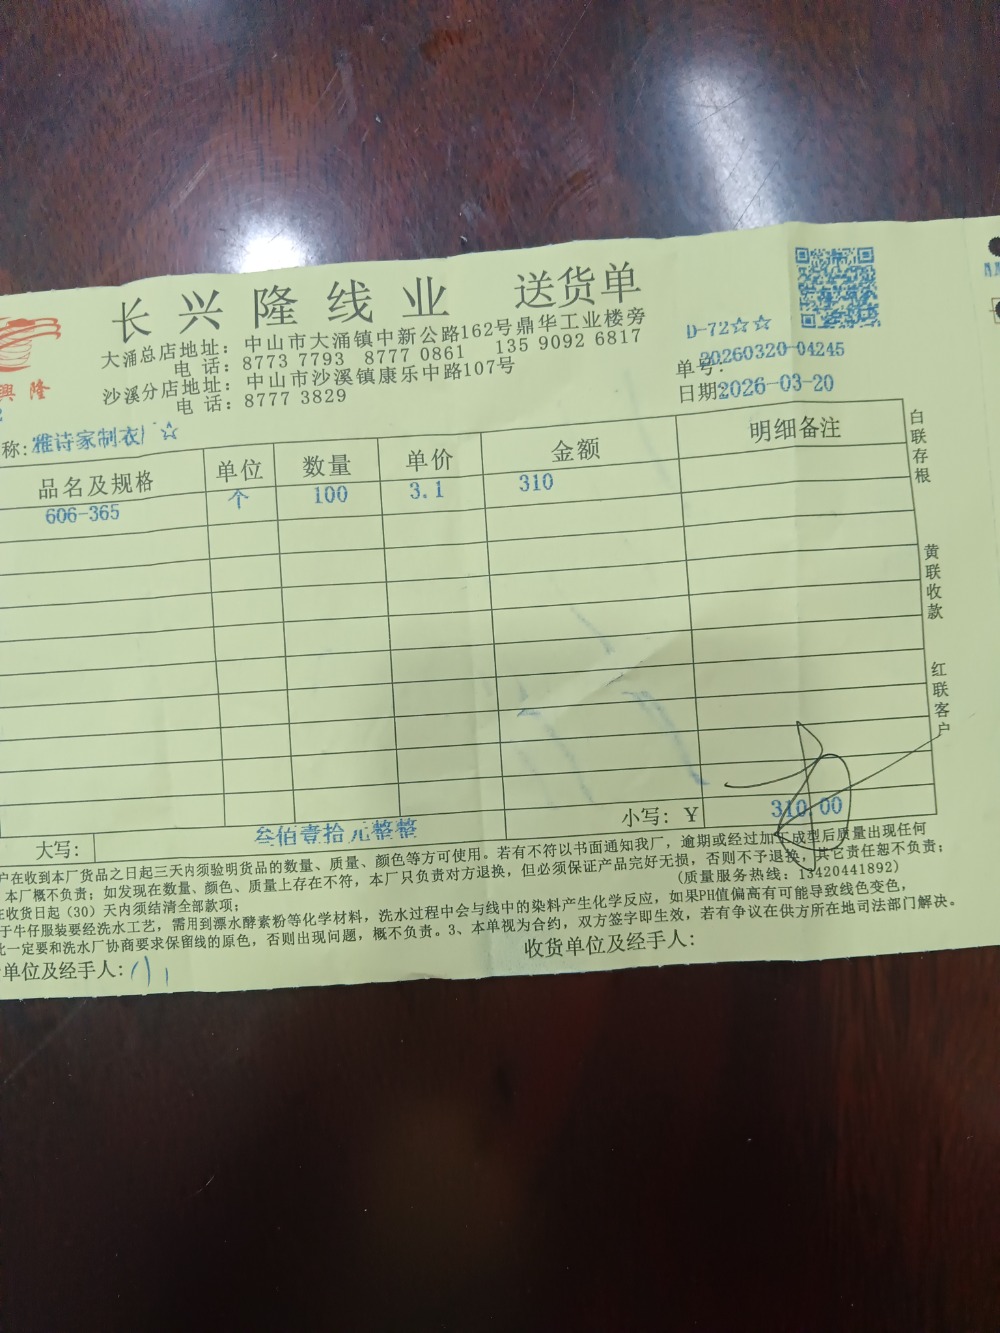 长兴隆线业 送货单
大涌总店地址：中山市大涌镇中新公路162号鼎华工业楼旁
电 话：8773 7793 8777 0861 135 9092 6817
沙溪分店地址：中山市沙溪镇康乐中路107号
电 话：8777 3829
興隆
D-72☆☆
单号：20260320-04245
日期2026-03-20
称：雅诗家制衣厂☆
品名及规格 单位 数量 单价 金额 明细备注
606-365 个 100 3.1 310
白联存根
黄联收款
红联客户
小写：￥ 310.00
大写： 叁佰壹拾元整整
户在收到本厂货品之日起三天内须验明货品的数量、质量、颜色等方可使用。若有不符以书面通知我厂，逾期或经过加工成型后质量出现任何
本厂概不负责；如发现在数量、颜色、质量上存在不符，本厂只负责对方退换，但必须保证产品完好无损，否则不予退换，其它责任恕不负责；
在收货日起（30）天内须结清全部款项；
(质量服务热线：13420441892)
于牛仔服装要经洗水工艺，需用到漂水酵素粉等化学材料，洗水过程中会与线中的染料产生化学反应，如果PH值偏高有可能导致线色变色，
此一定要和洗水厂协商要求保留线的原色，否则出现问题，概不负责。3、本单视为合约，双方签字即生效，若有争议在供方所在地司法部门解决。
单位及经手人： 收货单位及经手人：